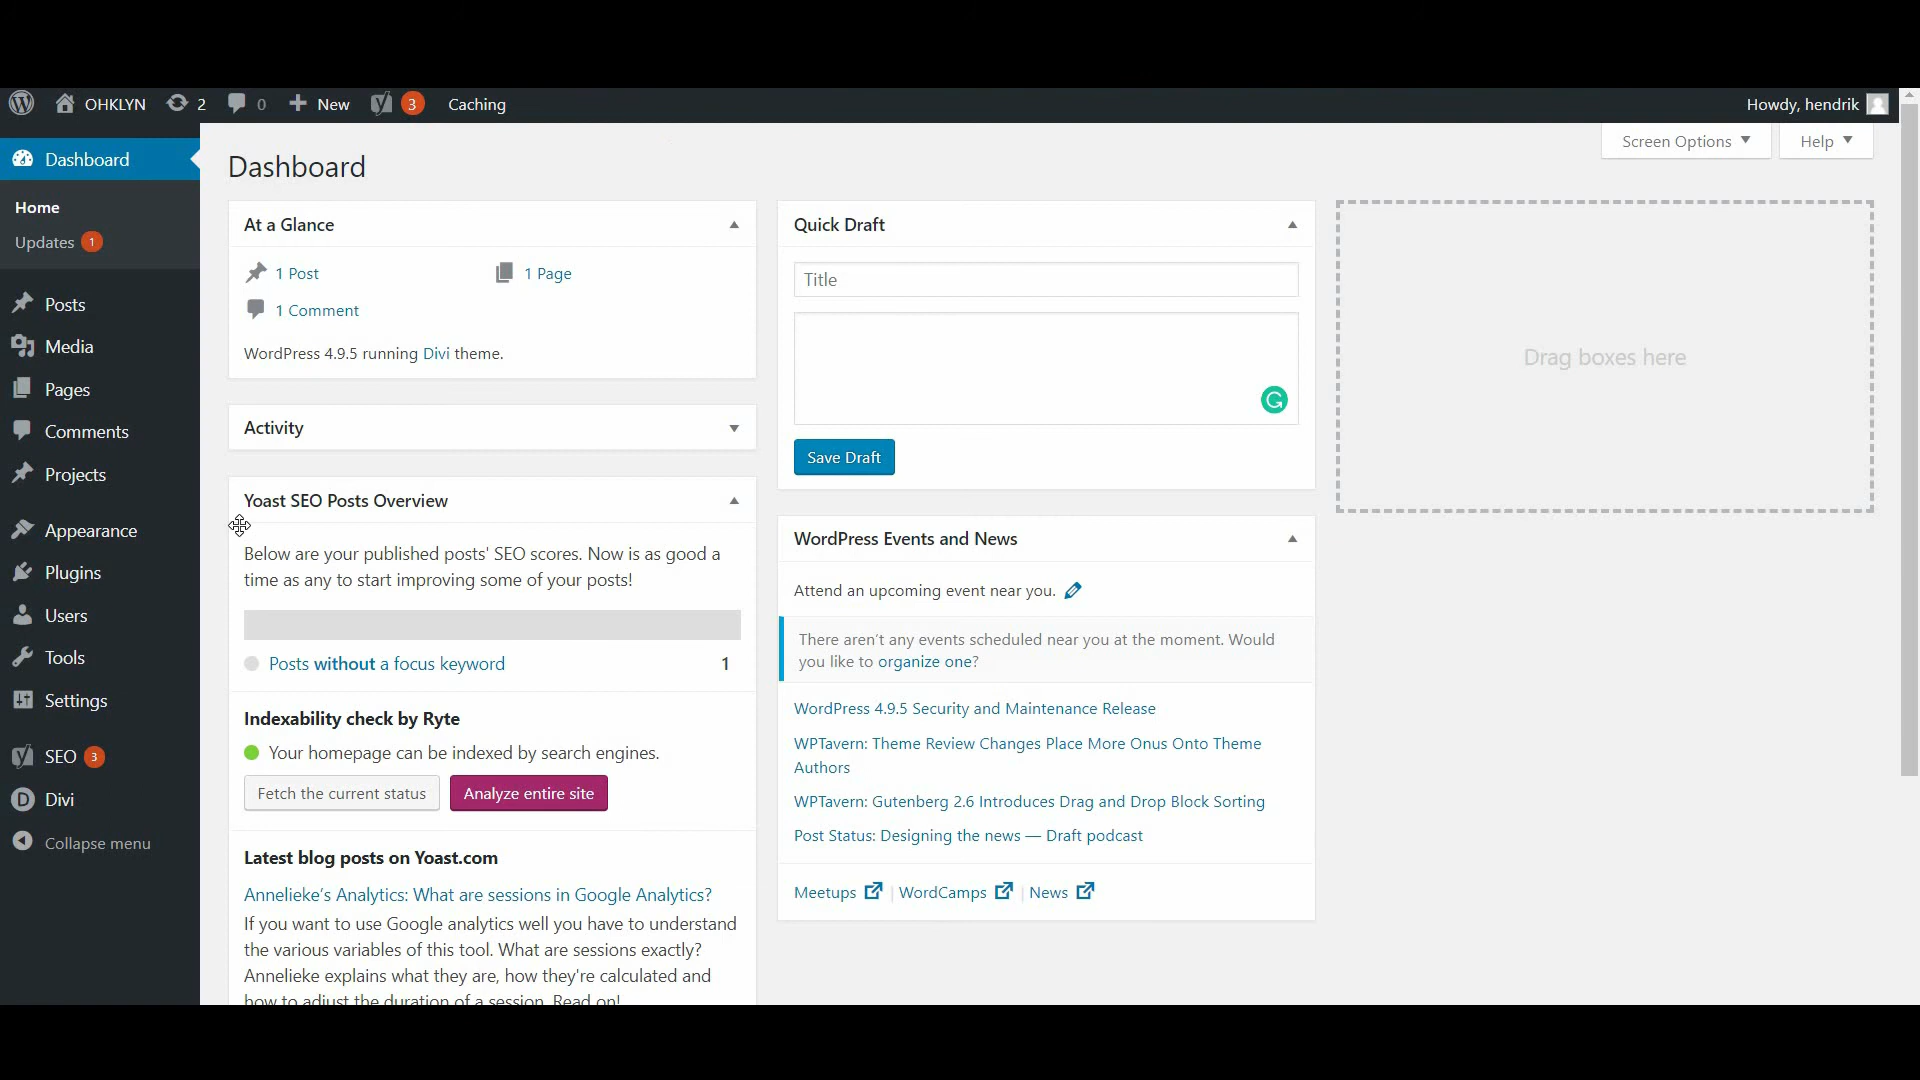 OHKLYN 2 0 New 3 Caching Howdy, hendrik
Dashboard
Home
Updates 1
Posts
Media
Pages
Comments
Projects
Appearance
Plugins
Users
Tools
Settings
SEO 3
Divi
Collapse menu
Screen Options Help
Dashboard
At a Glance
1 Post 1 Page
1 Comment
WordPress 4.9.5 running Divi theme.
Activity
Yoast SEO Posts Overview
Below are your published posts' SEO scores. Now is as good a
time as any to start improving some of your posts!
Posts without a focus keyword 1
Indexability check by Ryte
Your homepage can be indexed by search engines.
Fetch the current status Analyze entire site
Latest blog posts on Yoast.com
Annelieke's Analytics: What are sessions in Google Analytics?
If you want to use Google analytics well you have to understand
the various variables of this tool. What are sessions exactly?
Annelieke explains what they are, how they're calculated and
how to adjust the duration of a session. Read on!
Quick Draft
Title
Save Draft
WordPress Events and News
Attend an upcoming event near you.
There aren't any events scheduled near you at the moment. Would
you like to organize one?
WordPress 4.9.5 Security and Maintenance Release
WPTavern: Theme Review Changes Place More Onus Onto Theme
Authors
WPTavern: Gutenberg 2.6 Introduces Drag and Drop Block Sorting
Post Status: Designing the news — Draft podcast
Meetups | WordCamps | News
Drag boxes here